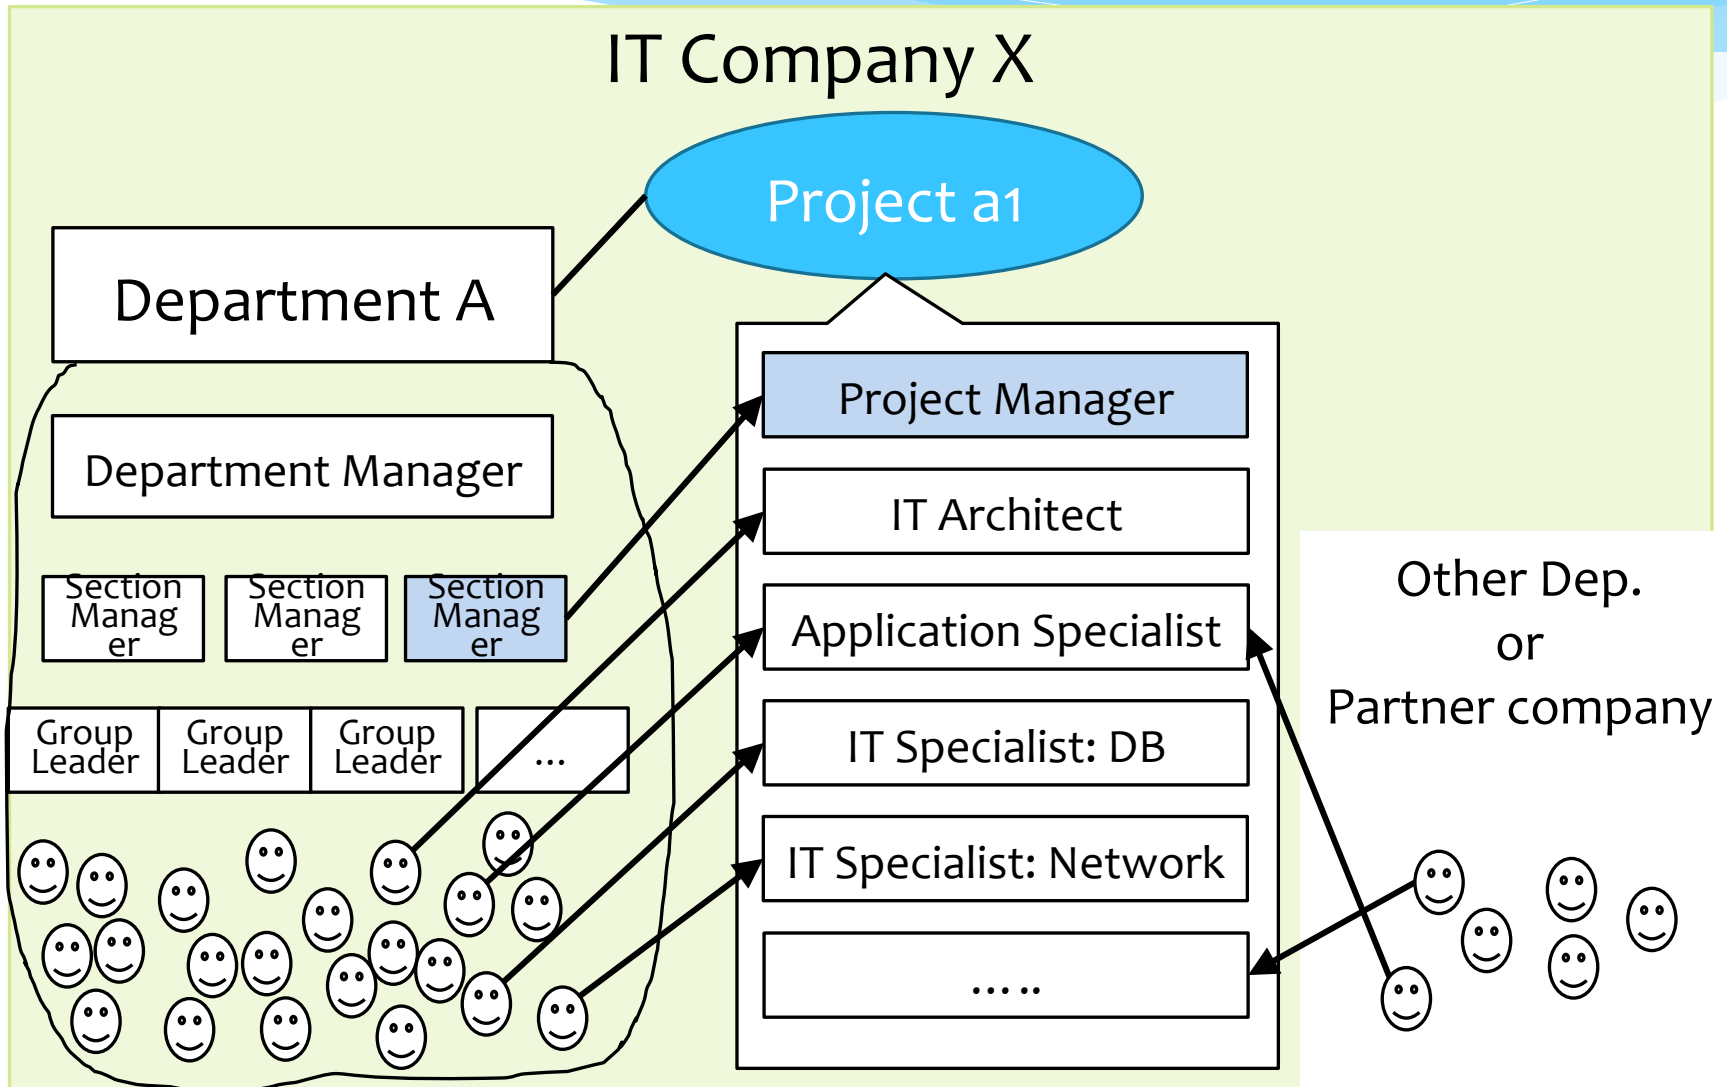 IT Company X
Project a1
Department A
Department Manager
Section
Manag
er
Section
Manag
er
Section
Manag
er
Group
Leader
Group
Leader
Group
Leader
...
Project Manager
IT Architect
Application Specialist
IT Specialist: DB
IT Specialist: Network
.....
Other Dep.
or
Partner company